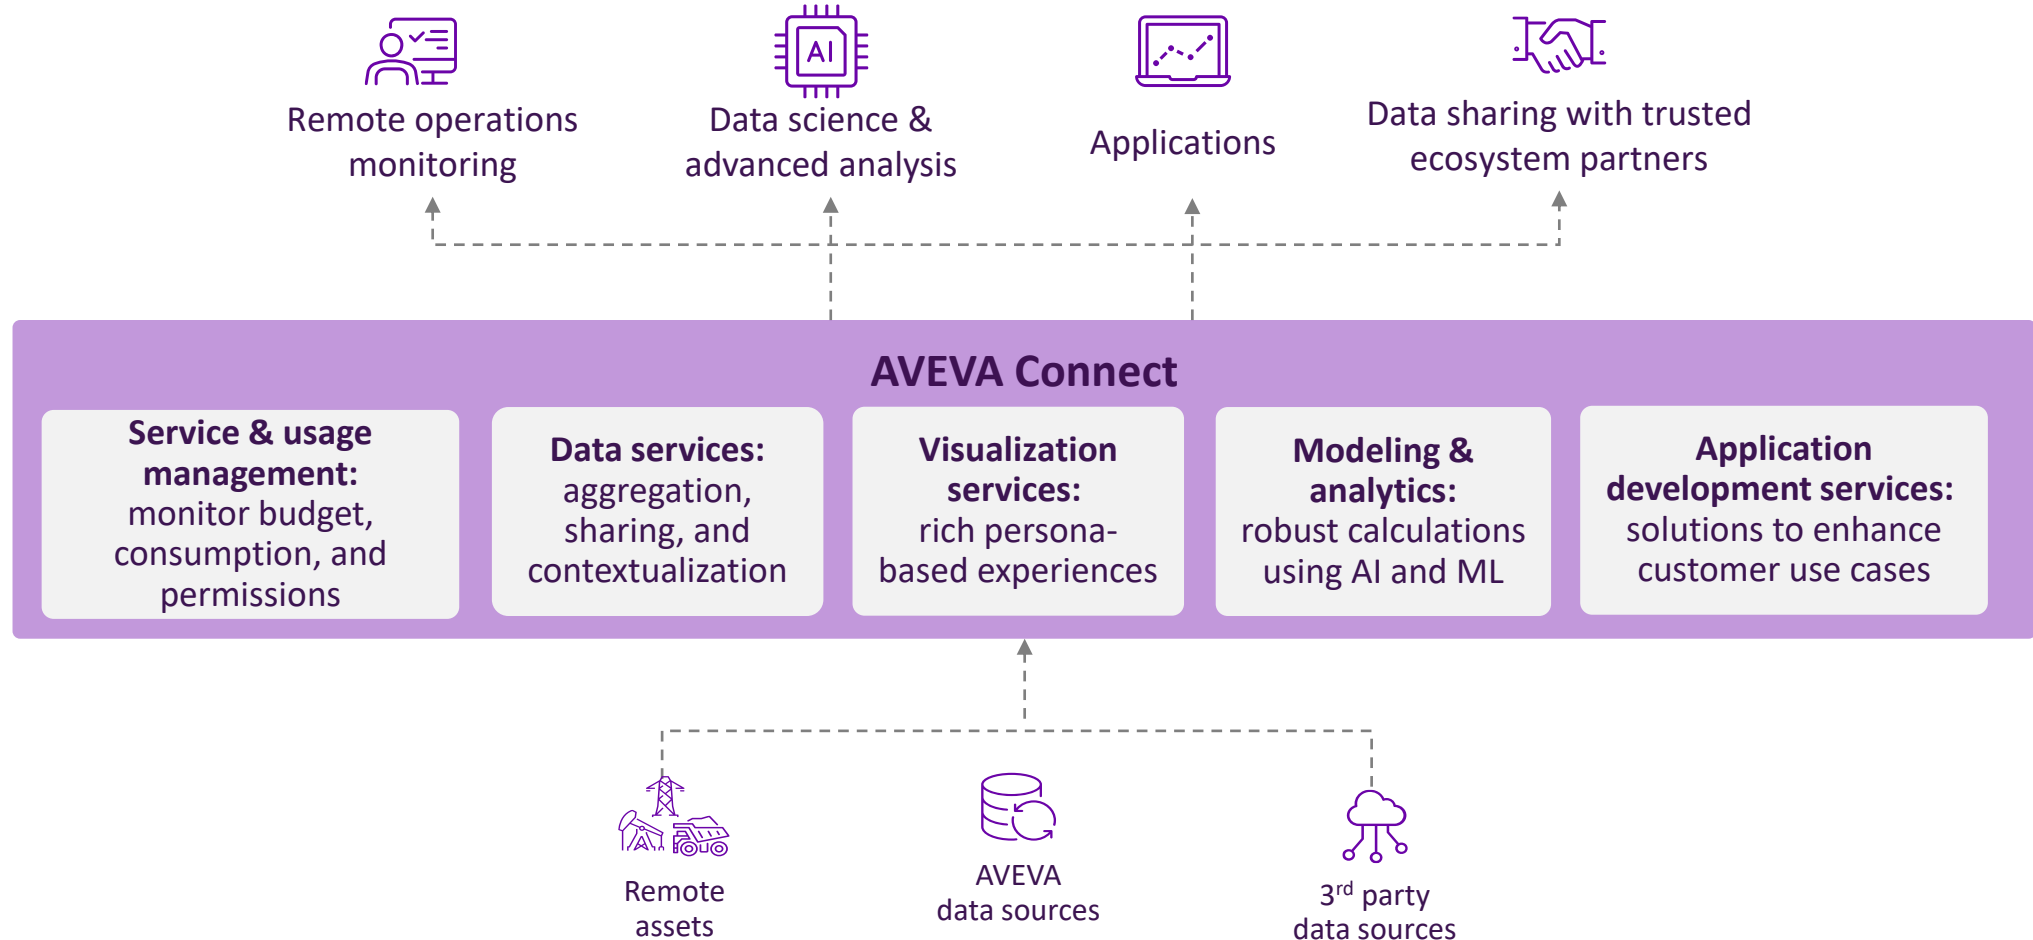 AI
Remote operations
monitoring
Data science &
advanced analysis
Applications
Data sharing with trusted
ecosystem partners
AVEVA Connect
Service & usage
management:
monitor budget,
consumption, and
permissions
Data services:
aggregation,
sharing, and
contextualization
Visualization
services:
rich persona-
based experiences
Modeling &
analytics:
robust calculations
using AI and ML
Application
development services:
solutions to enhance
customer use cases
Remote
assets
AVEVA
data sources
3rd party
data sources